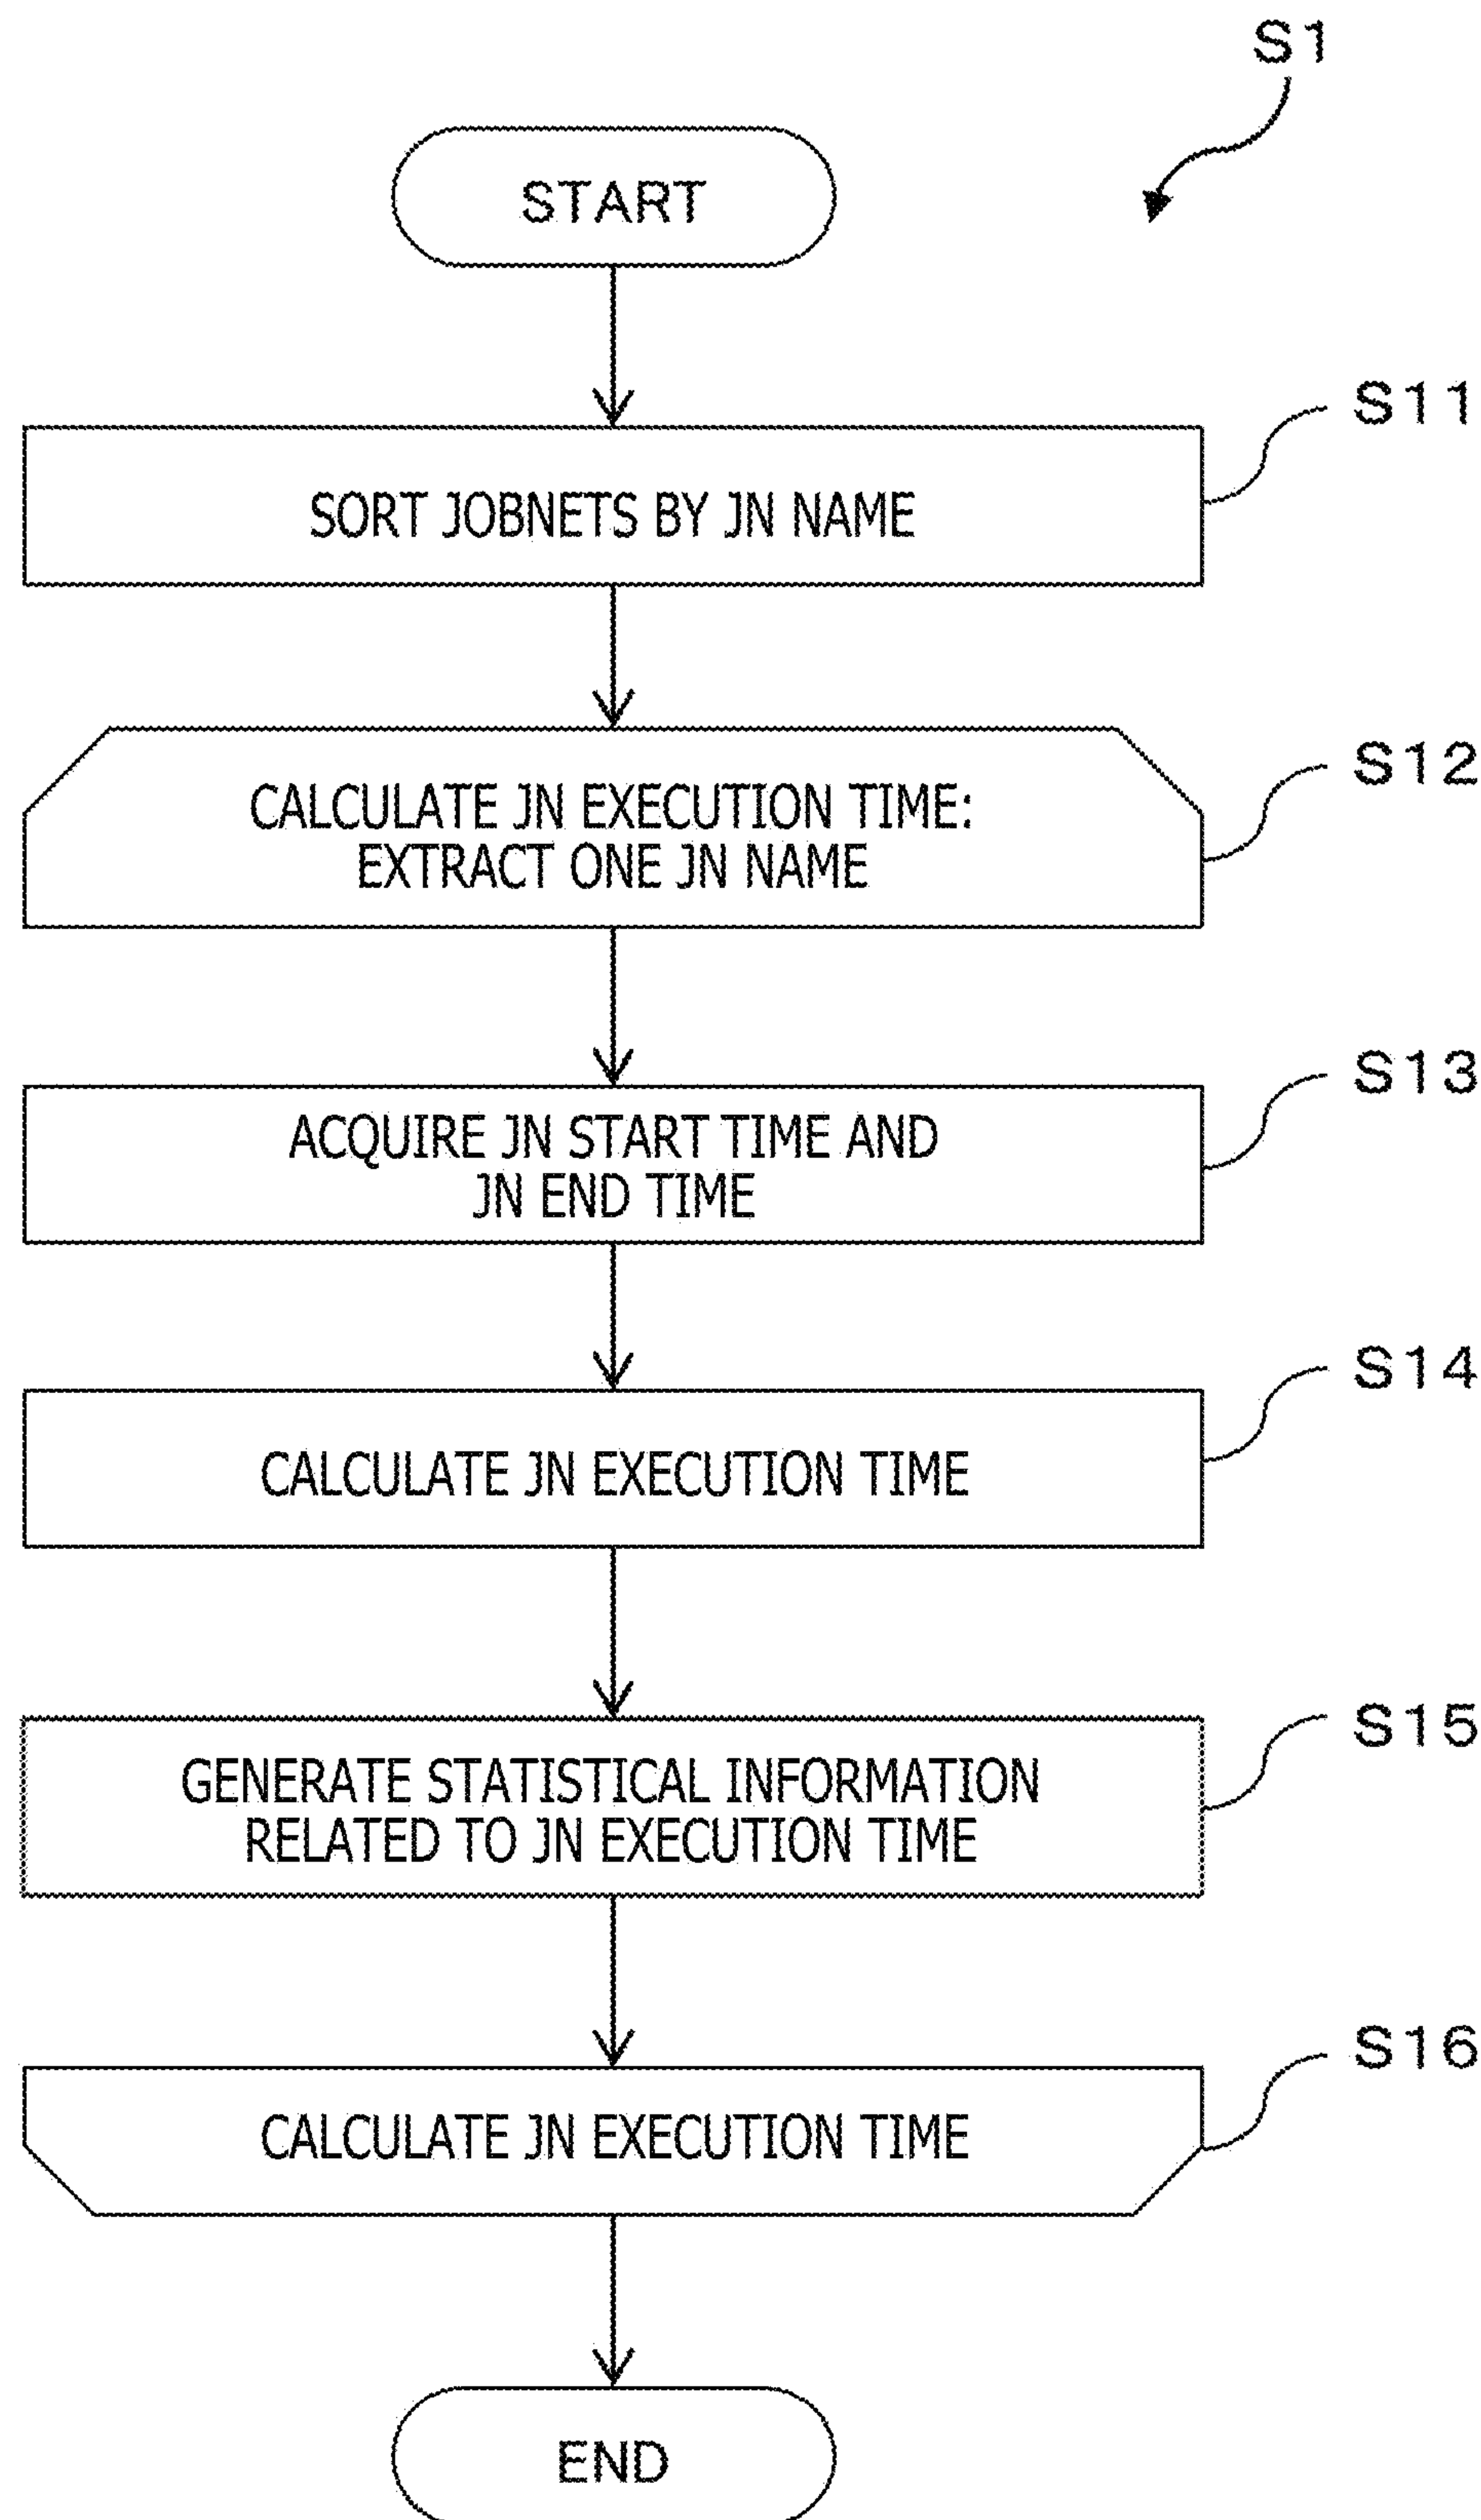 S1
START
S11
SORT JOBNETS BY JN NAME
S12
CALCULATE JN EXECUTION TIME:
EXTRACT ONE JN NAME
S13
ACQUIRE JN START TIME AND
JN END TIME
S14
CALCULATE JN EXECUTION TIME
S15
GENERATE STATISTICAL INFORMATION
RELATED TO JN EXECUTION TIME
S16
CALCULATE JN EXECUTION TIME
END